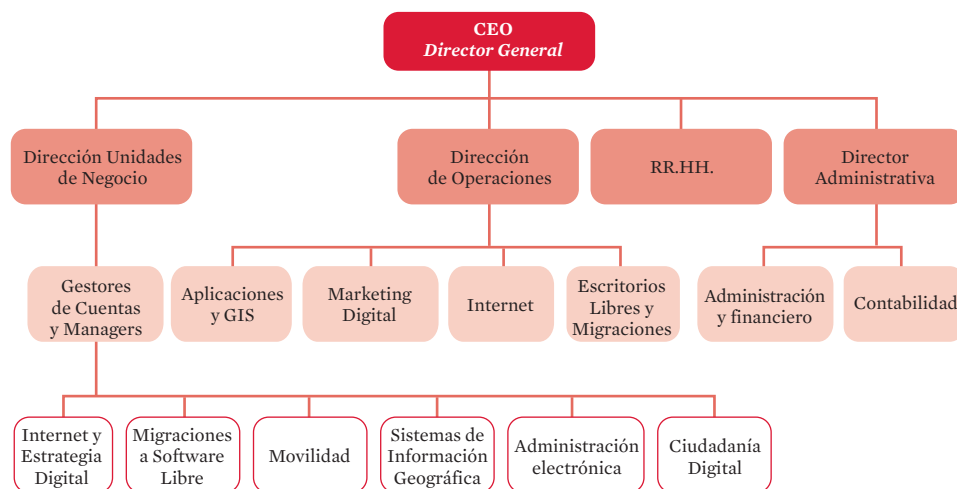 CEO
Director General
Dirección Unidades
de Negocio
Dirección
de Operaciones
RR.HH.
Director
Administrativa
Gestores
de Cuentas
y Managers
Aplicaciones
y GIS
Marketing
Digital
Internet
Escritorios
Libres y
Migraciones
Administración
y financiero
Contabilidad
Internet y
Estrategia
Digital
Migraciones
a Software
Libre
Movilidad
Sistemas de
Información
Geográfica
Administración
electrónica
Ciudadanía
Digital